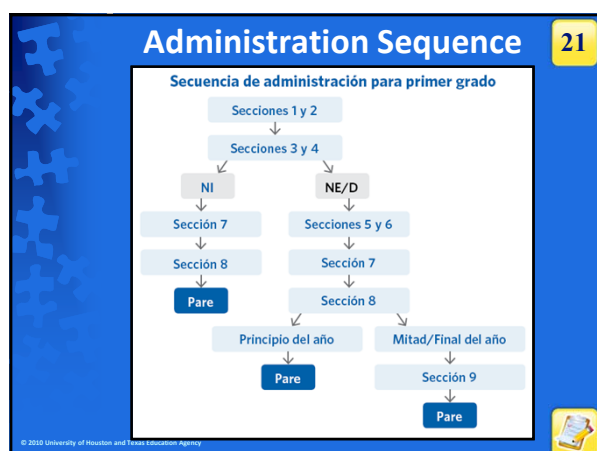 Administration Sequence
21
Secuencia de administración para primer grado
Secciones 1 y 2
Secciones 3 y 4
NI
NE/D
Sección 7
Secciones 5 y 6
Sección 8
Sección 7
Pare
Sección 8
Principio del año
Mitad/Final del año
Pare
Sección 9
Pare
© 2010 University of Houston and Texas Education Agency